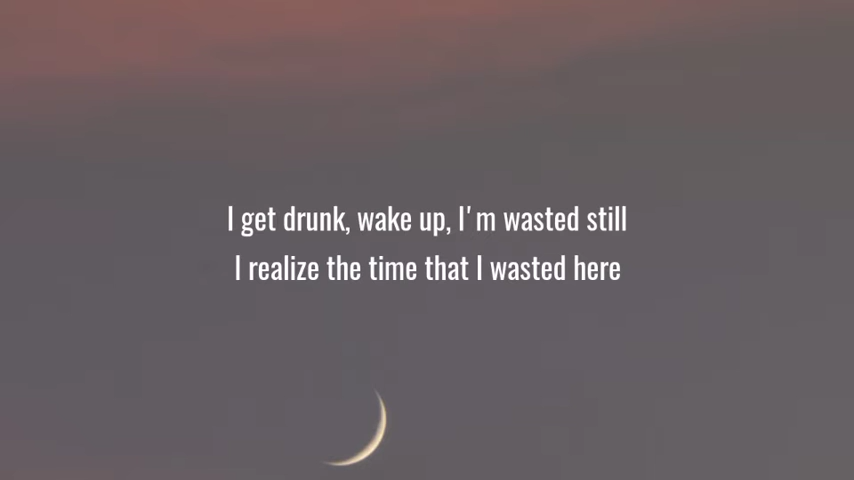 I get drunk, wake up, I'm wasted still
I realize the time that I wasted here